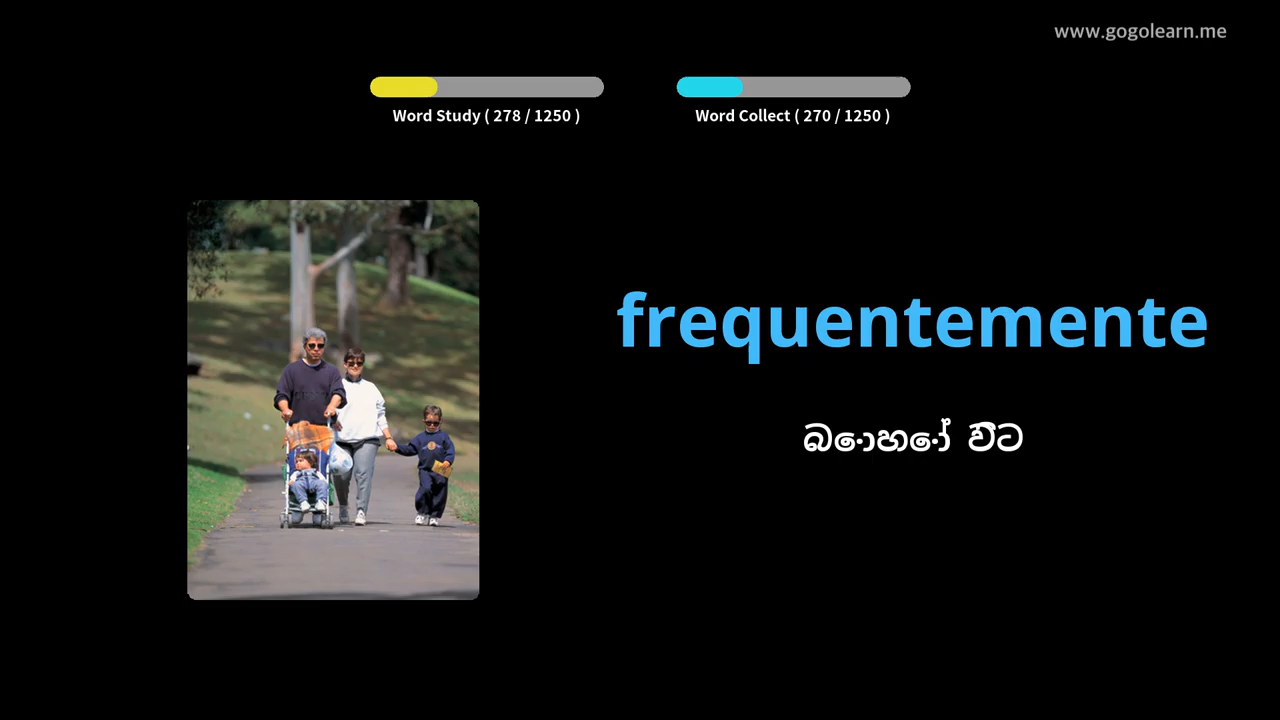 www.gogolearn.me
Word Study ( 278 / 1250 )
Word Collect ( 270 / 1250 )
frequentemente
බොහෝ විට